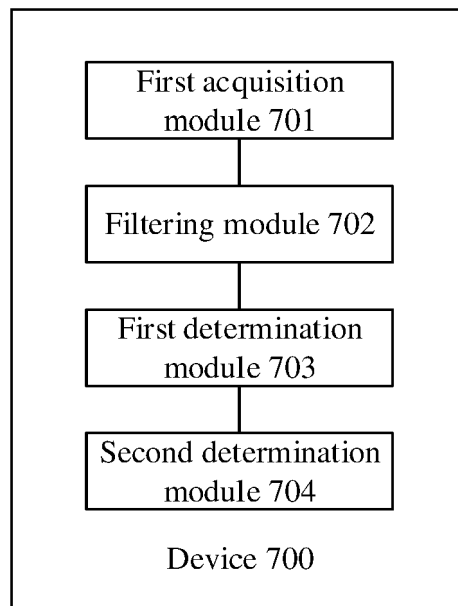 First acquisition
module 701
Filtering module 702
First determination
module 703
Second determination
module 704
Device 700